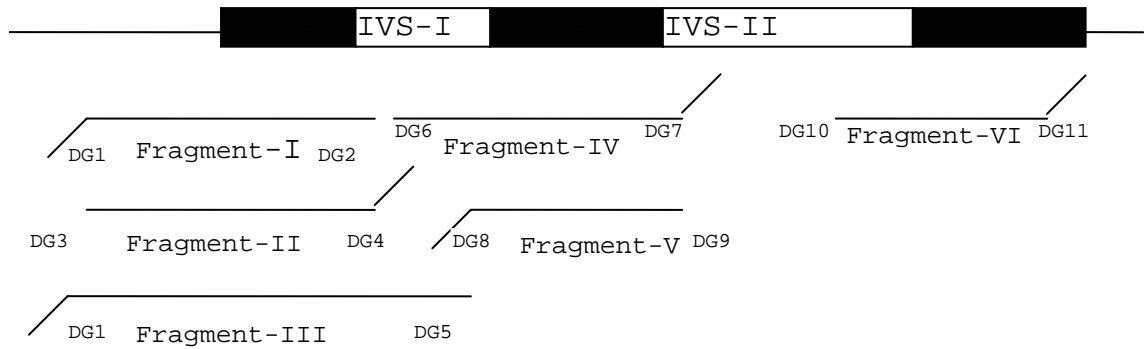 IVS-I IVS-II
DG1 Fragment-I DG2 DG6 Fragment-IV DG7 DG10 Fragment-VI DG11
DG3 Fragment-II DG4 DG8 Fragment-V DG9
DG1 Fragment-III DG5